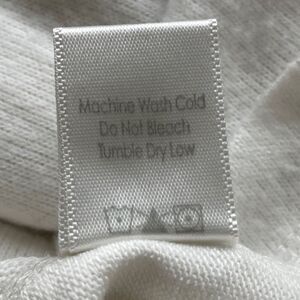 Machine Wash Cold
Do Not Bleach
Tumble Dry Low